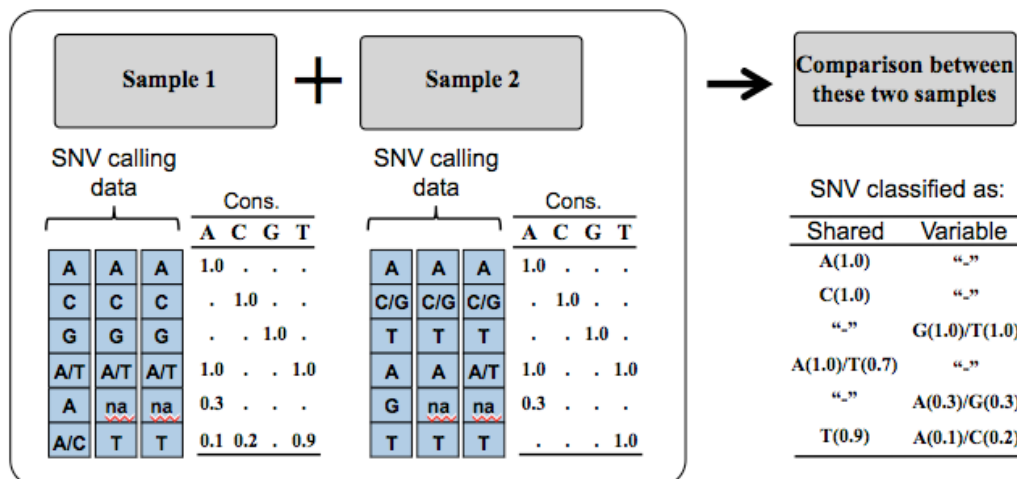 Sample 1
+
Sample 2
Comparison between
these two samples
SNV calling
data
Cons.
A C G T
A A A 1.0 . . .
C C C . 1.0 . .
G G G . . 1.0 .
A/T A/T A/T 1.0 . . 1.0
A na na 0.3 . . .
A/C T T 0.1 0.2 . 0.9
SNV calling
data
Cons.
A C G T
A A A 1.0 . . .
C/G C/G C/G . 1.0 . .
T T T . . 1.0 .
A A A/T 1.0 . . 1.0
G na na 0.3 . . .
T T T . . . 1.0
SNV classified as:
Shared Variable
A(1.0) “-”
C(1.0) “-”
“-” G(1.0)/T(1.0)
A(1.0)/T(0.7) “-”
“-” A(0.3)/G(0.3)
T(0.9) A(0.1)/C(0.2)